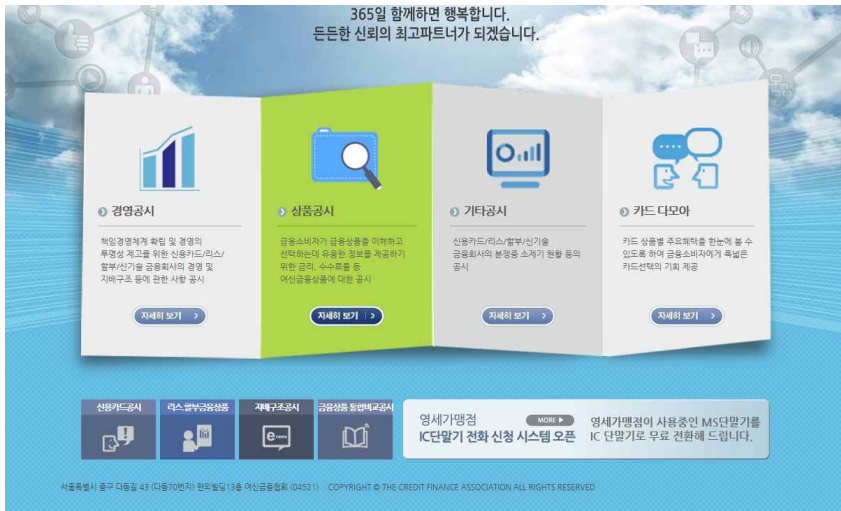 365일 함께하면 행복합니다.
든든한 신뢰의 최고파트너가 되겠습니다.
경영공시
책임경영체계 확립 및 경영의
투명성 제고를 위한 신용카드/리스/
할부/신기술 금융회사의 경영 및
지배구조 등에 관한 사항 공시
자세히 보기
상품공시
금융소비자가 금융상품을 이해하고
선택하는데 유용한 정보를 제공하기
위한 금리, 수수료율 등
여신금융상품에 대한 공시
자세히 보기
기타공시
신용카드/리스/할부/신기술
금융회사의 분쟁중 소제기 현황 등의
공시
자세히 보기
카드 다모아
카드 상품별 주요혜택을 한눈에 볼 수
있도록 하여 금융소비자에게 폭넓은
카드선택의 기회 제공
자세히 보기
신용카드공시
리스.할부금융상품
지배구조공시
금융상품 통합비교공시
영세가맹점
MORE ▶
IC단말기 전환 신청 시스템 오픈
영세가맹점이 사용중인 MS단말기를
IC 단말기로 무료 전환해 드립니다.
서울특별시 중구 다동길 43 (다동70번지) 한외빌딩13층 여신금융협회 (04521) COPYRIGHT © THE CREDIT FINANCE ASSOCIATION ALL RIGHTS RESERVED